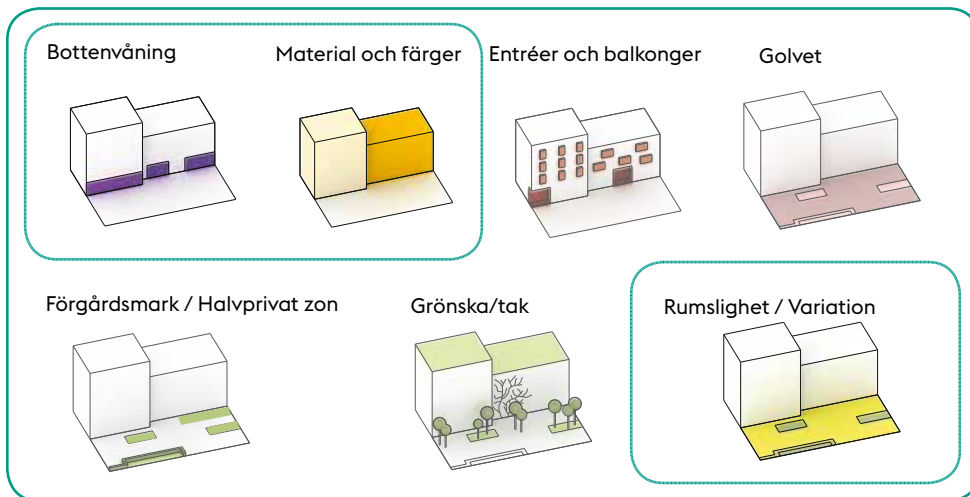 Bottenvåning
Material och färger
Entréer och balkonger
Golvet
Förgårdsmark / Halvprivat zon
Grönska/tak
Rumslighet / Variation